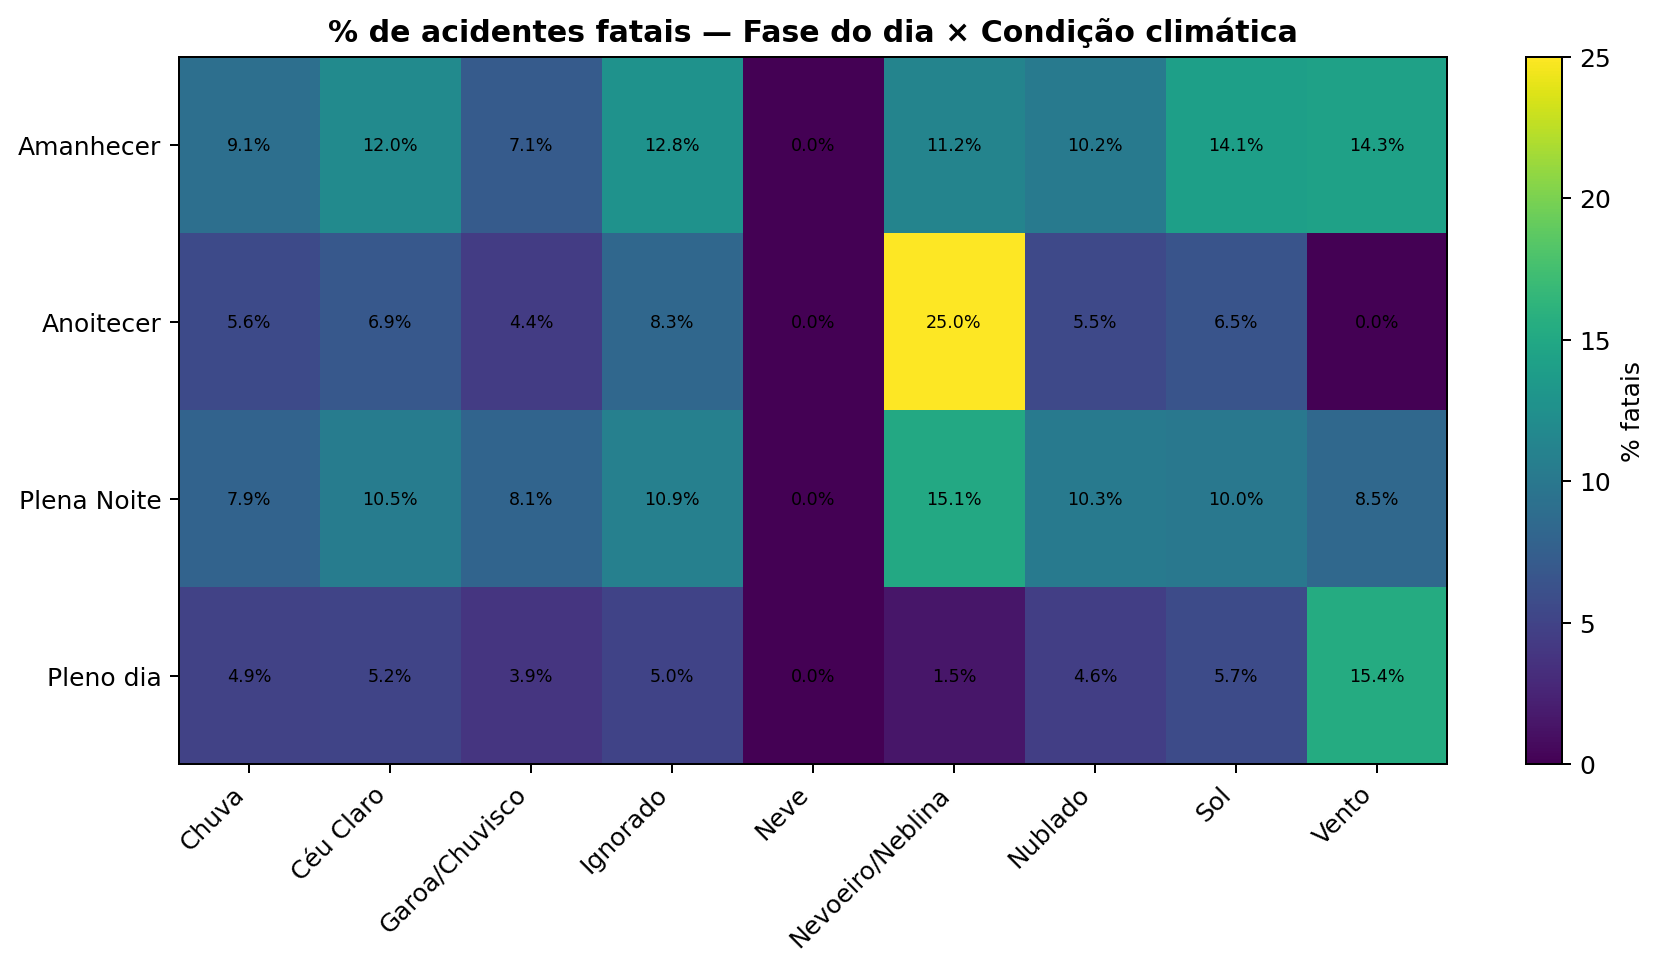 % de acidentes fatais — Fase do dia × Condição climática
Amanhecer 9.1% 12.0% 7.1% 12.8% 0.0% 11.2% 10.2% 14.1% 14.3%
Anoitecer 5.6% 6.9% 4.4% 8.3% 0.0% 25.0% 5.5% 6.5% 0.0%
Plena Noite 7.9% 10.5% 8.1% 10.9% 0.0% 15.1% 10.3% 10.0% 8.5%
Pleno dia 4.9% 5.2% 3.9% 5.0% 0.0% 1.5% 4.6% 5.7% 15.4%
Chuva
Céu Claro
Garoa/Chuvisco
Ignorado
Neve
Nevoeiro/Neblina
Nublado
Sol
Vento
25
20
15
10
5
0
% fatais